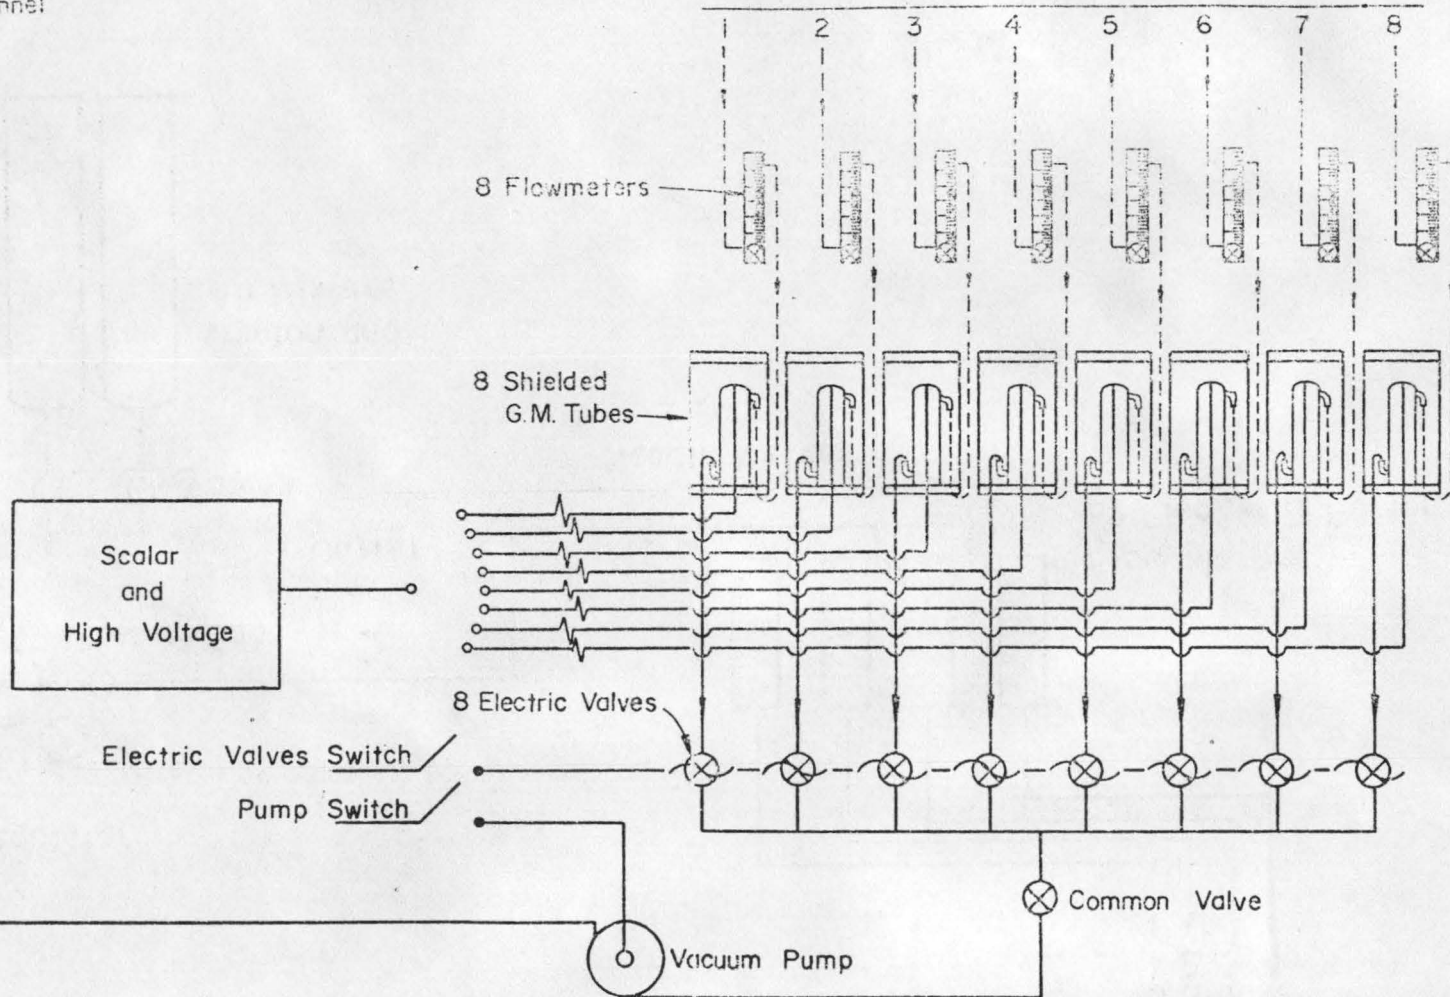 1 2 3 4 5 6 7 8
8 Flowmeters
8 Shielded
G.M. Tubes
Scalar
and
High Voltage
8 Electric Valves
Electric Valves Switch
Pump Switch
Common Valve
Vacuum Pump